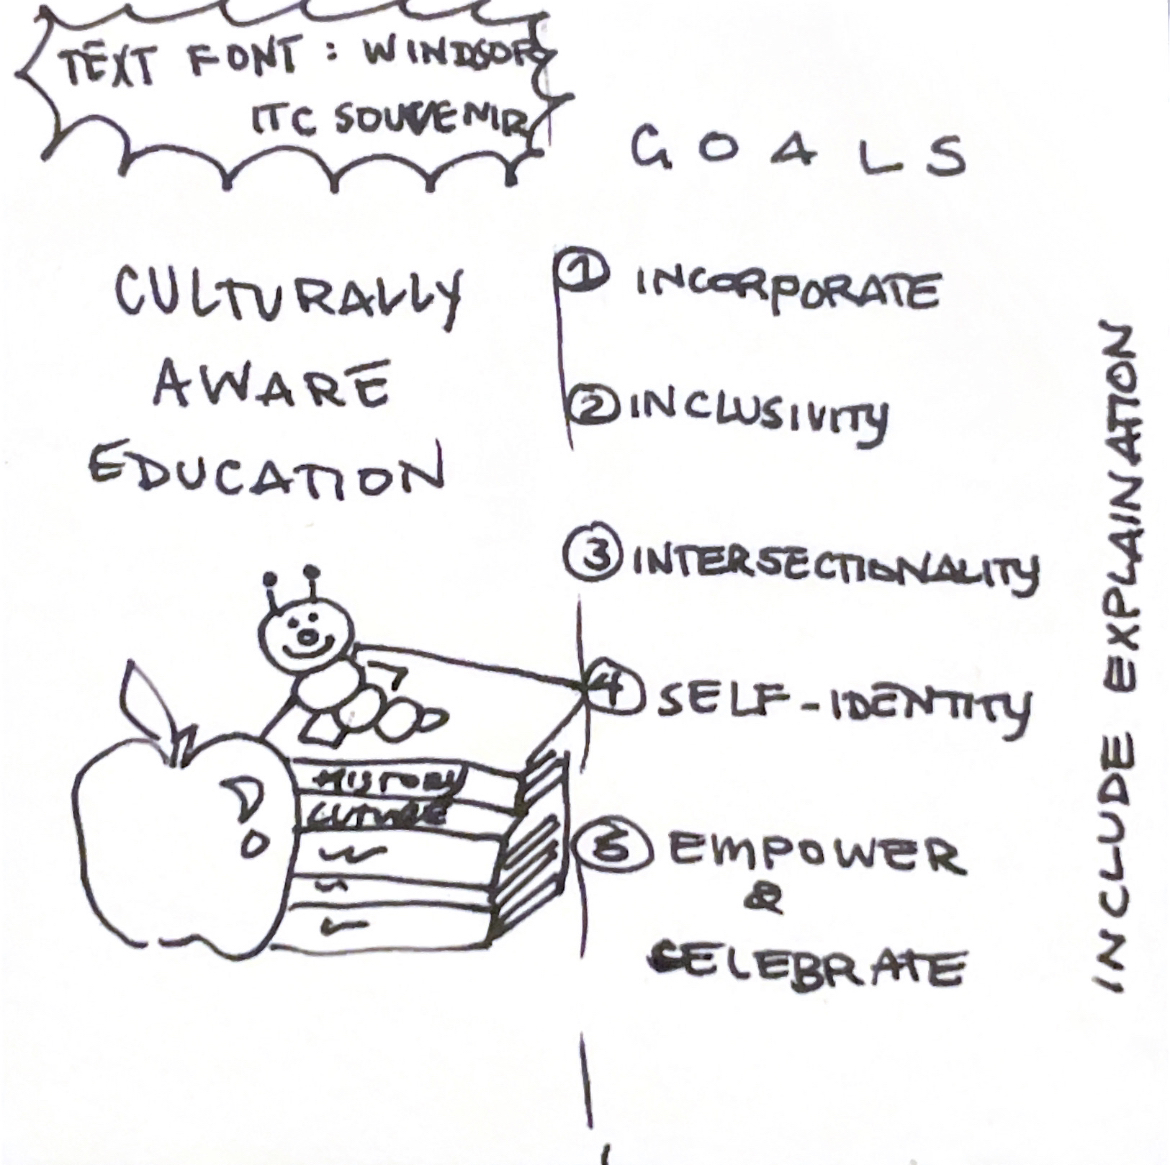 TEXT FONT: WINDSOR
ITC SOUVENIR
GOALS
CULTURALLY
AWARE
EDUCATION
① INCORPORATE
② INCLUSIVITY
③ INTERSECTIONALITY
④ SELF-IDENTITY
⑤ EMPOWER
&
CELEBRATE
HISTORY
CUTURE
INCLUDE EXPLAINATION